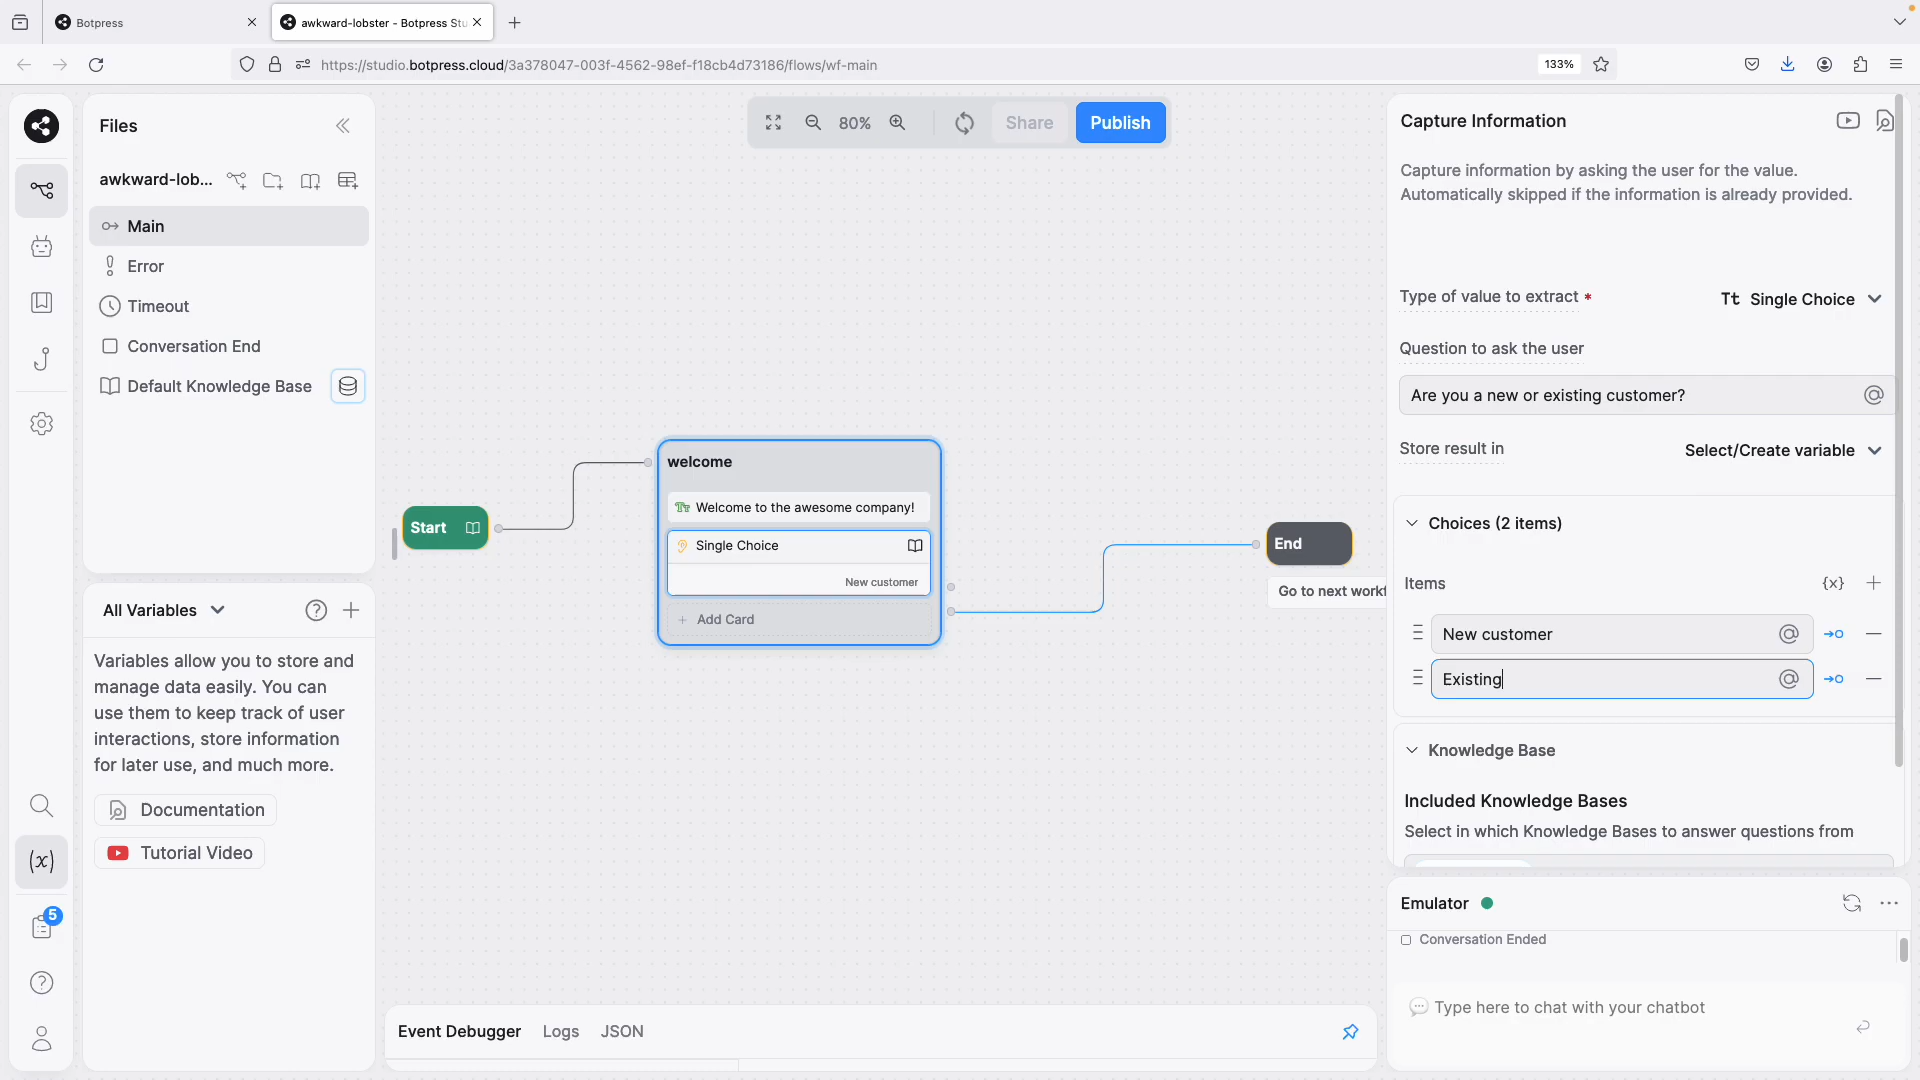 Botpress
awkward-lobster - Botpress Stu
https://studio.botpress.cloud/3a378047-003f-4562-98ef-f18cb4d73186/flows/wf-main
133%
Files
awkward-lob...
Main
Error
Timeout
Conversation End
Default Knowledge Base
All Variables
Variables allow you to store and
manage data easily. You can
use them to keep track of user
interactions, store information
for later use, and much more.
Documentation
Tutorial Video
(x)
5
80%
Share
Publish
Start
welcome
Welcome to the awesome company!
Single Choice
New customer
Add Card
End
Go to next workf
Event Debugger
Logs
JSON
Capture Information
Capture information by asking the user for the value.
Automatically skipped if the information is already provided.
Type of value to extract *
Tt Single Choice
Question to ask the user
Are you a new or existing customer?
Store result in
Select/Create variable
Choices (2 items)
Items
{x}
New customer
Existing
Knowledge Base
Included Knowledge Bases
Select in which Knowledge Bases to answer questions from
Emulator
Conversation Ended
Type here to chat with your chatbot